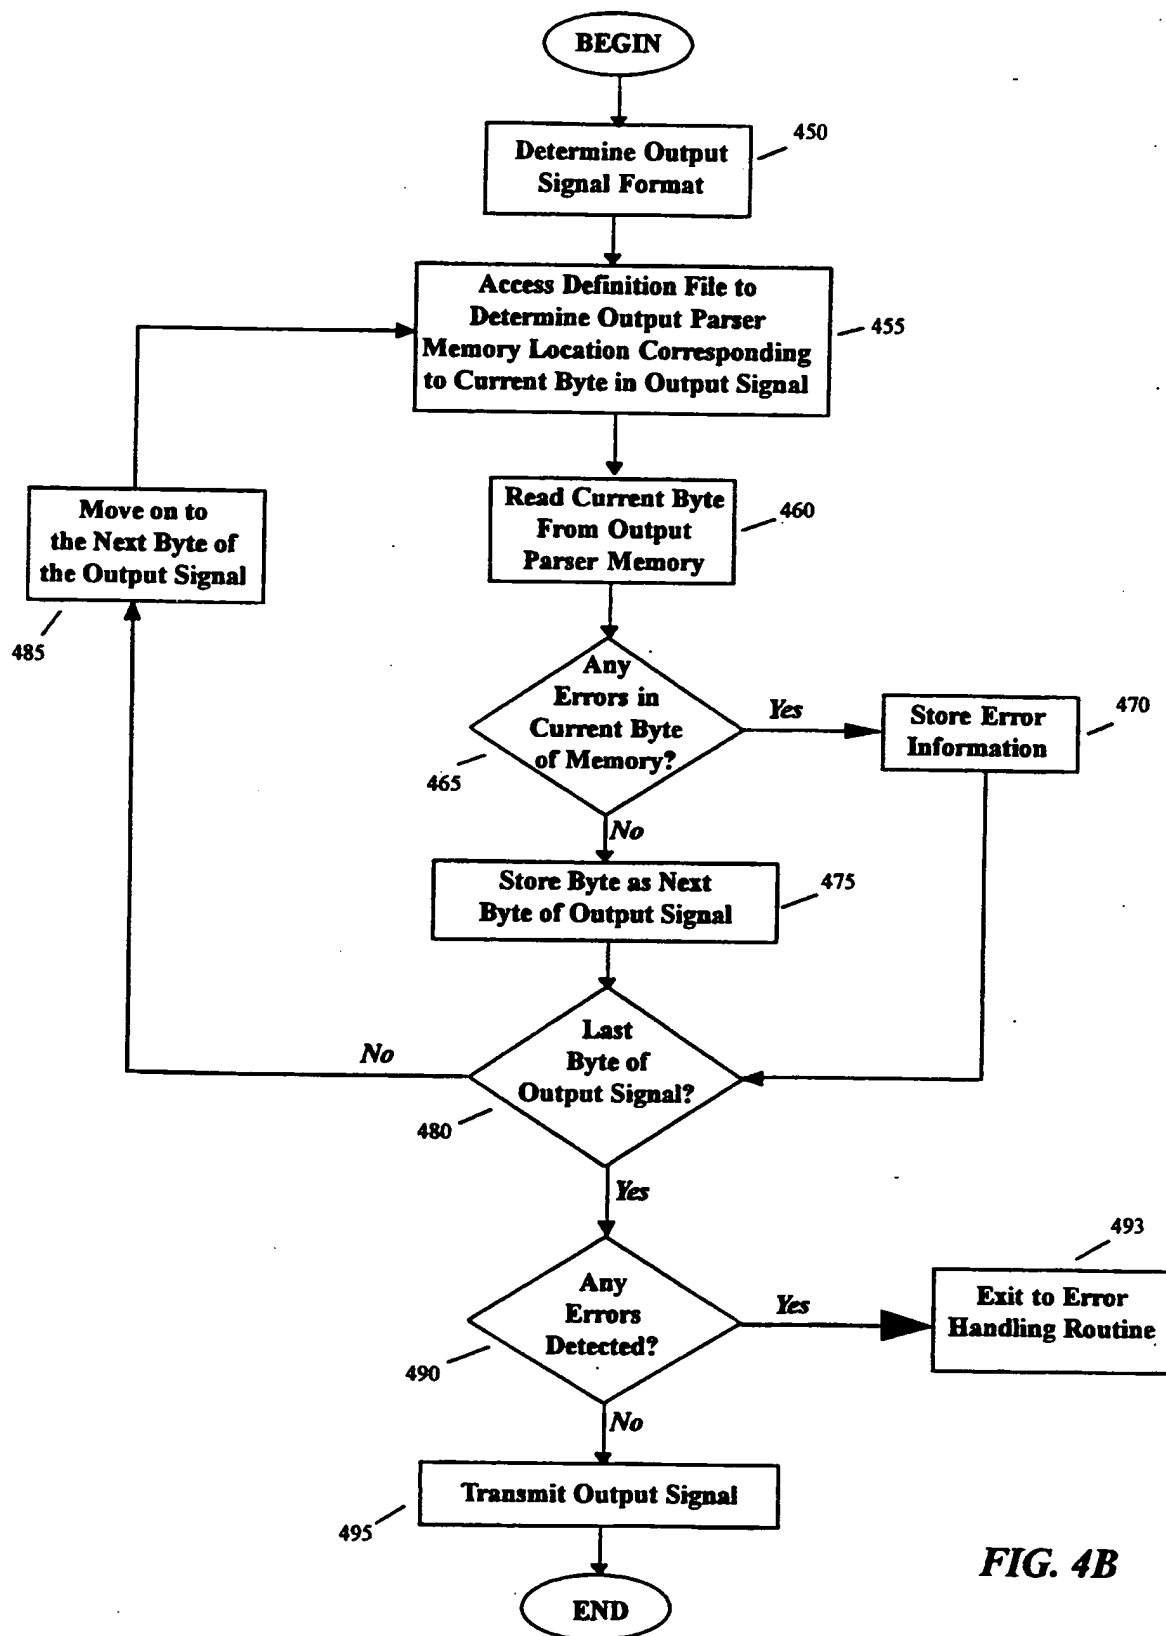 BEGIN
450
Determine Output
Signal Format
Access Definition File to
Determine Output Parser
Memory Location Corresponding
to Current Byte in Output Signal
455
Move on to
the Next Byte of
the Output Signal
485
Read Current Byte
From Output
Parser Memory
460
Any
Errors in
Current Byte
of Memory?
465
Yes
Store Error
Information
470
No
Store Byte as Next
Byte of Output Signal
475
Last
Byte of
Output Signal?
480
No
Yes
Any
Errors
Detected?
490
Yes
493
Exit to Error
Handling Routine
No
Transmit Output Signal
495
END
FIG. 4B